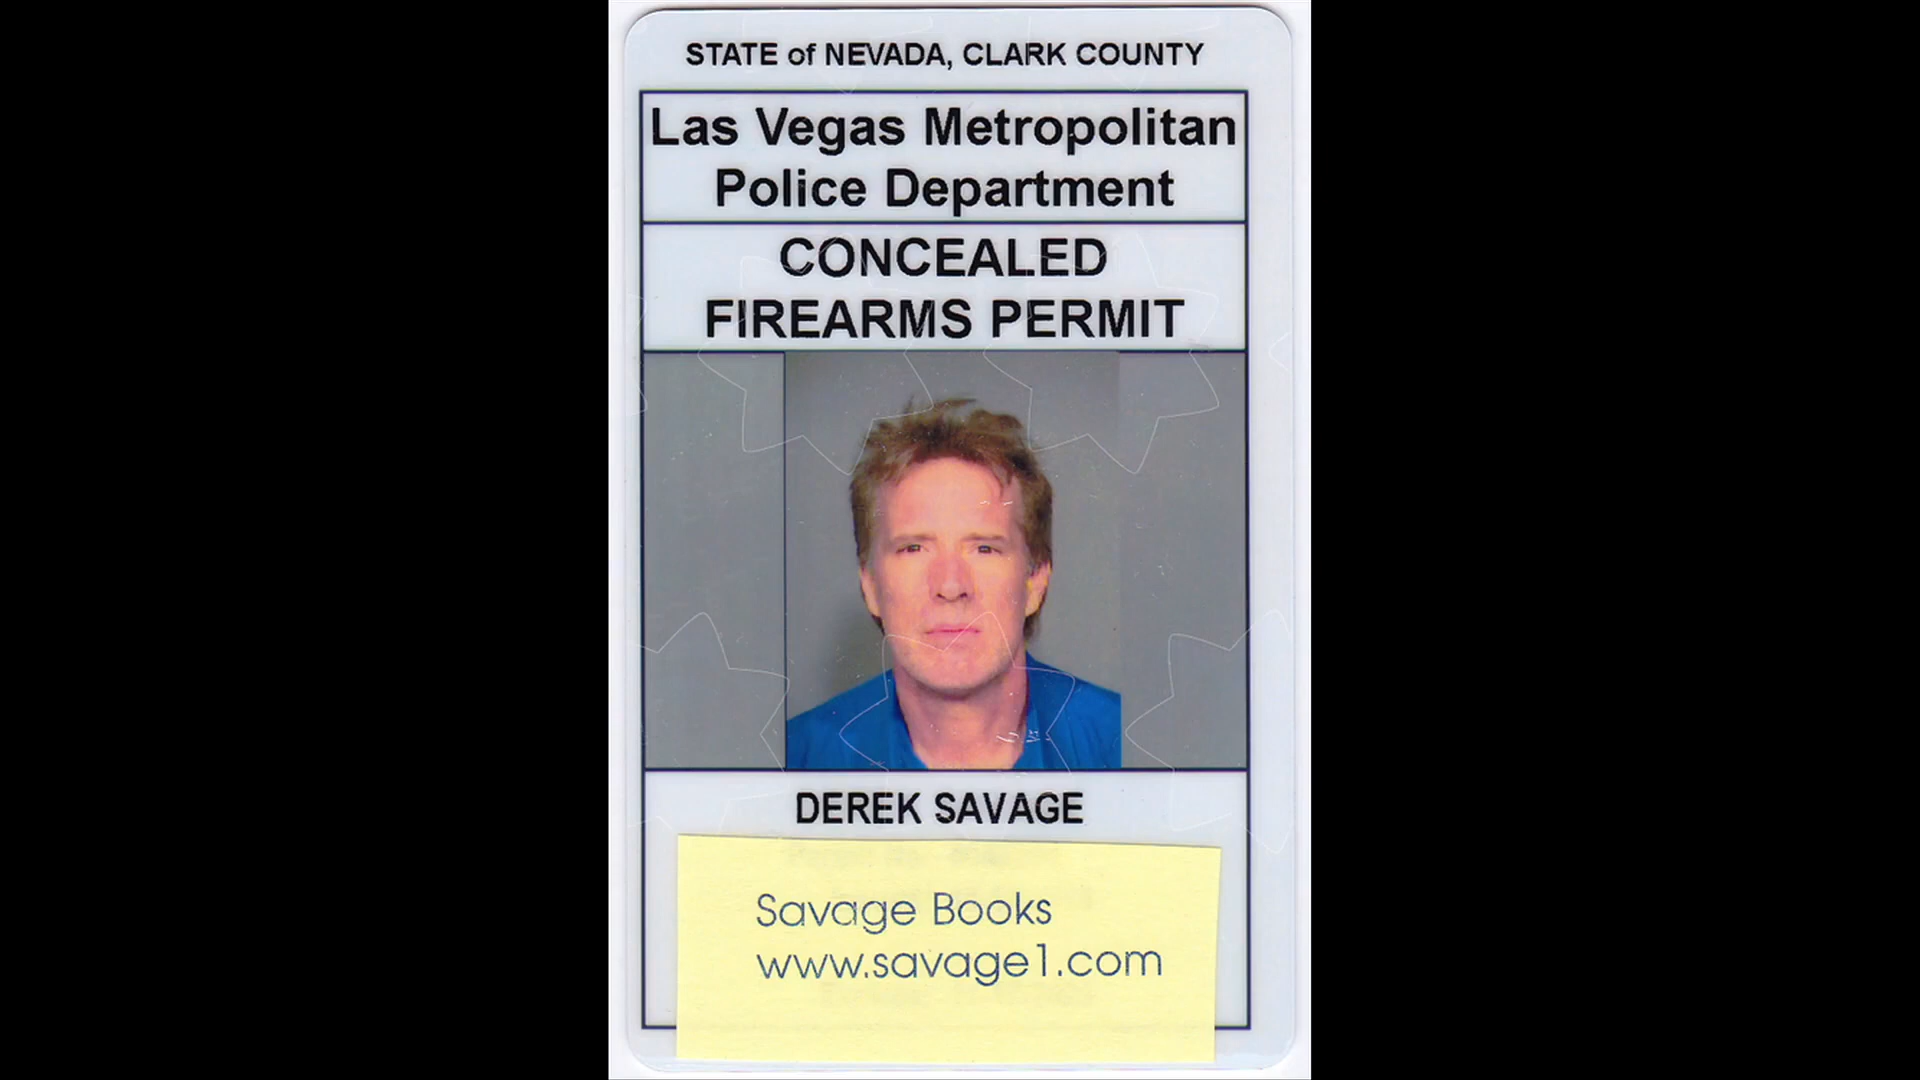 STATE of NEVADA, CLARK COUNTY
Las Vegas Metropolitan
Police Department
CONCEALED
FIREARMS PERMIT
DEREK SAVAGE
Savage Books
www.savage1.com